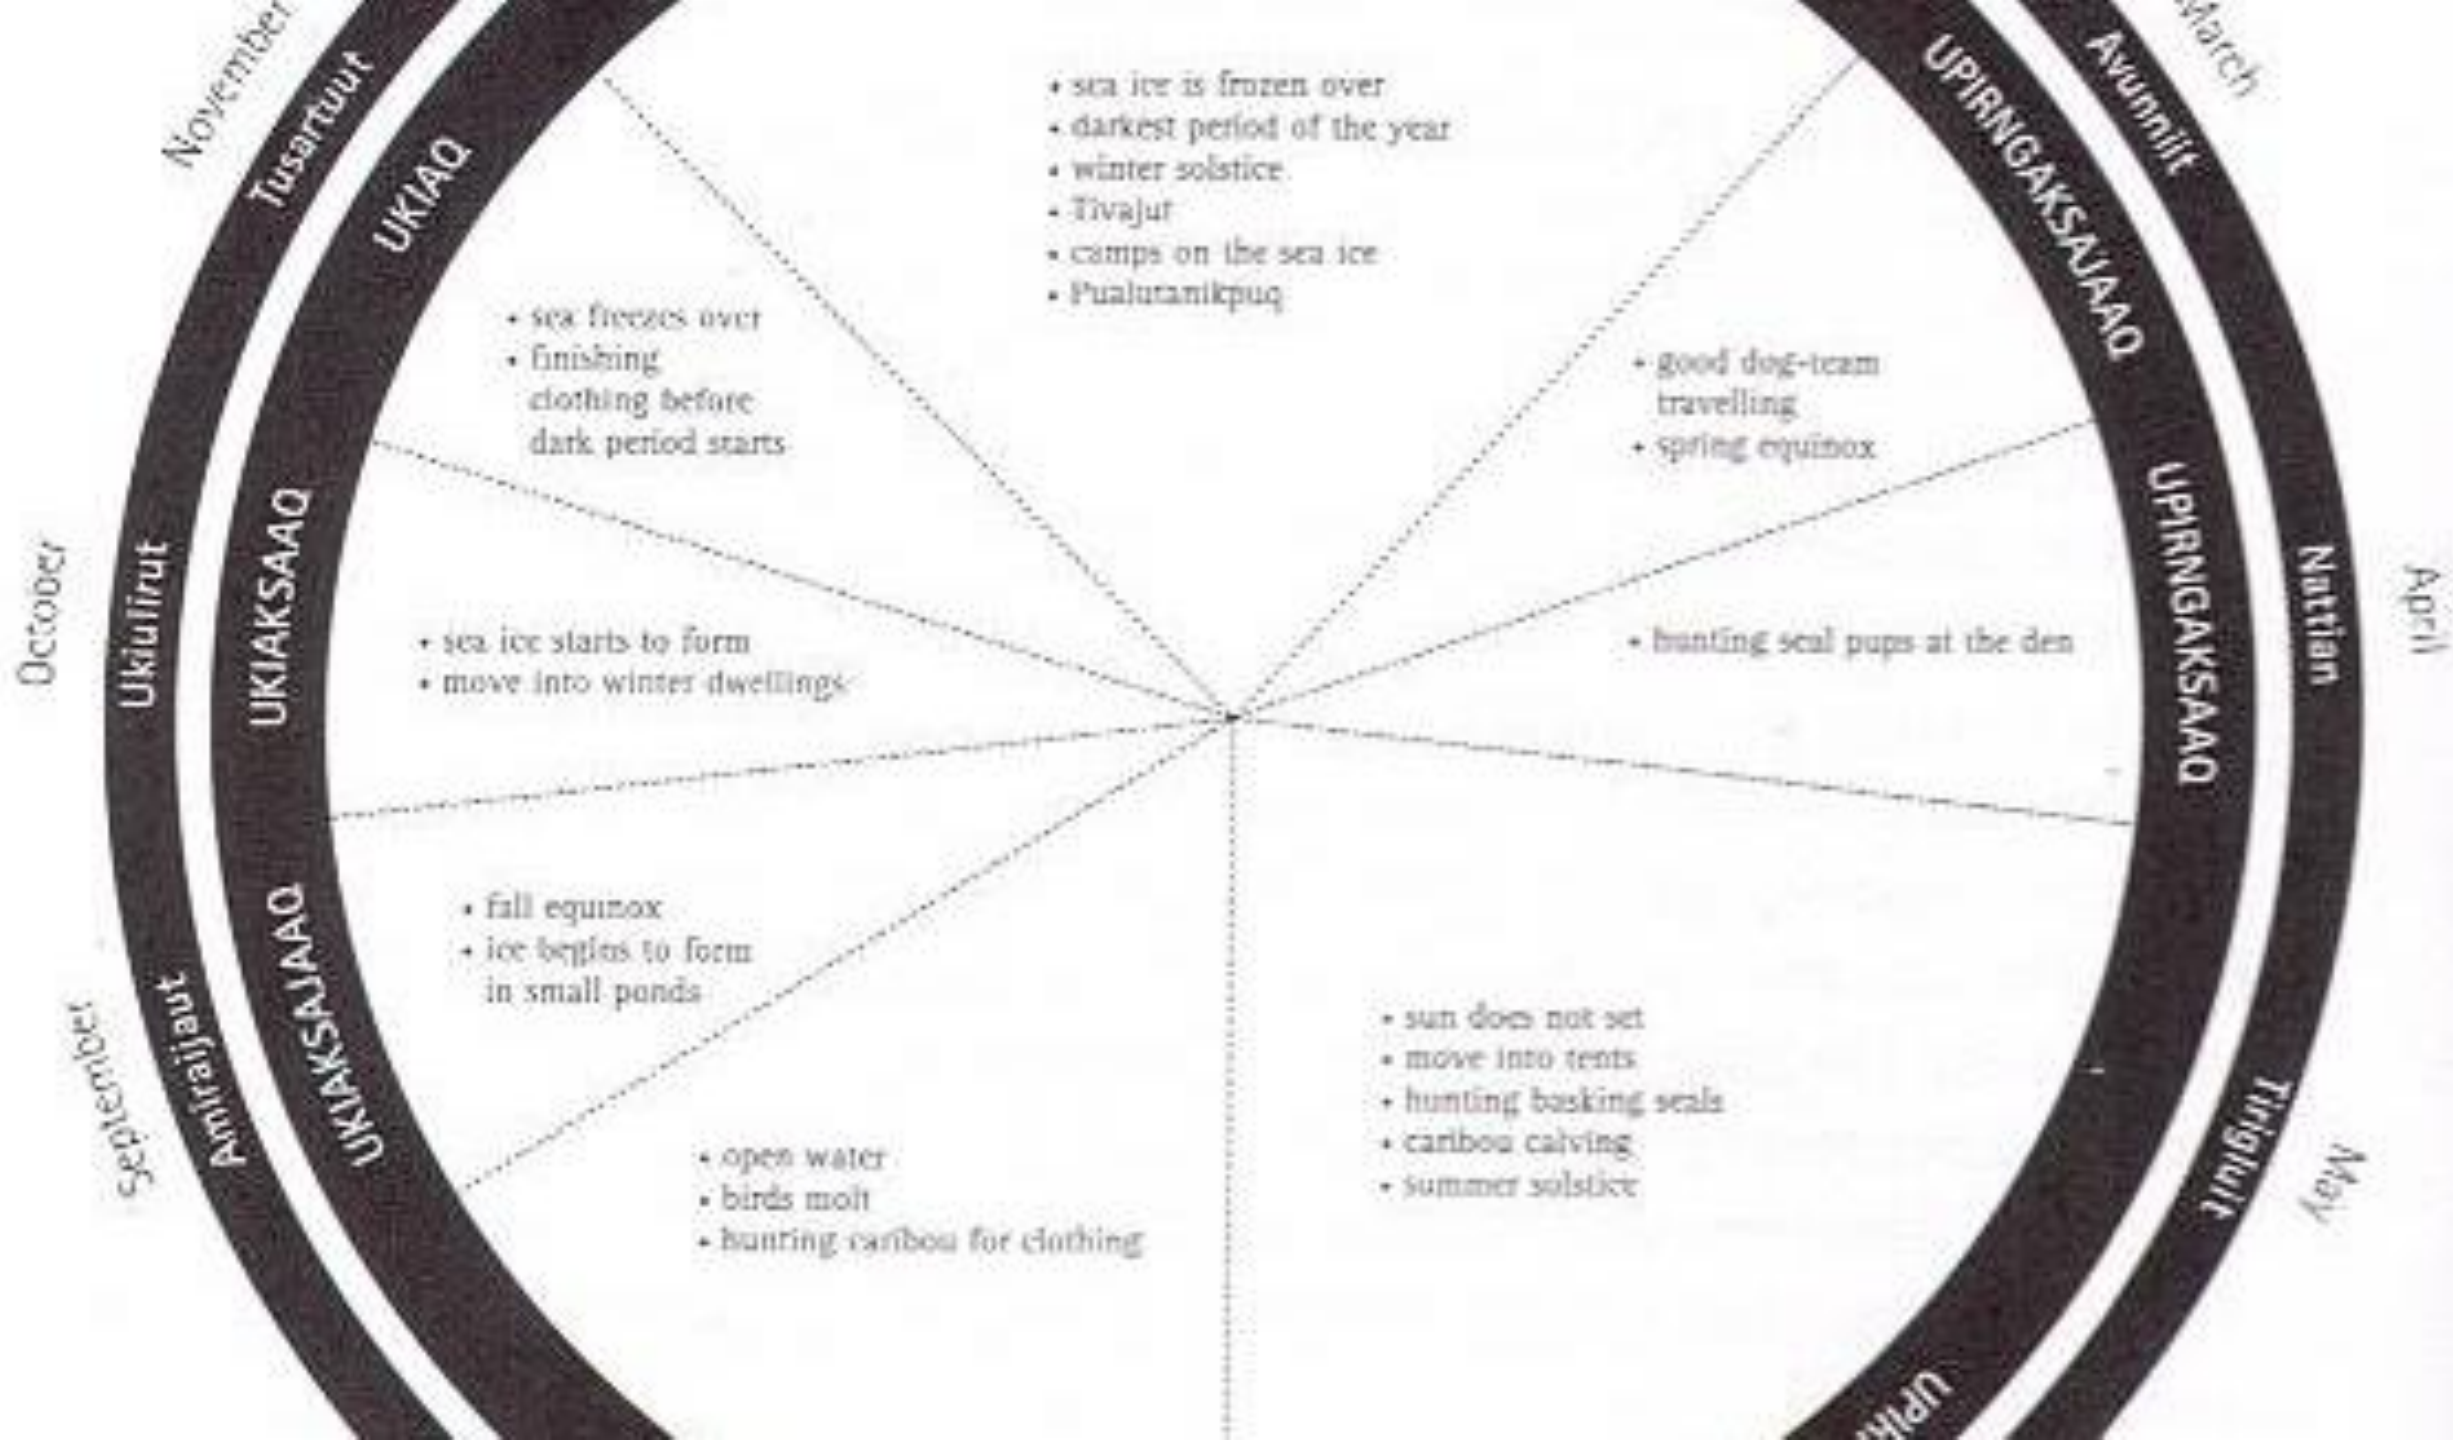 November
Tusartuut
UKIAQ
March
Avunniit
UPIRNGAKSAJAAQ
• sea ice is frozen over
• darkest period of the year
• winter solstice
• Tivajut
• camps on the sea ice
• Pualutanikpuq
• sea freezes over
• finishing
clothing before
dark period starts
• good dog-team
travelling
• spring equinox
October
Ukiulirut
UKIAKSAAQ
• sea ice starts to form
• move into winter dwellings
April
Nattian
UPIRNGAKSAAQ
• hunting seal pups at the den
September
Amiraijaut
UKIAKSAJAAQ
• fall equinox
• ice begins to form
in small ponds
• open water
• birds molt
• hunting caribou for clothing
May
Tirigluit
• sun does not set
• move into tents
• hunting basking seals
• caribou calving
• summer solstice